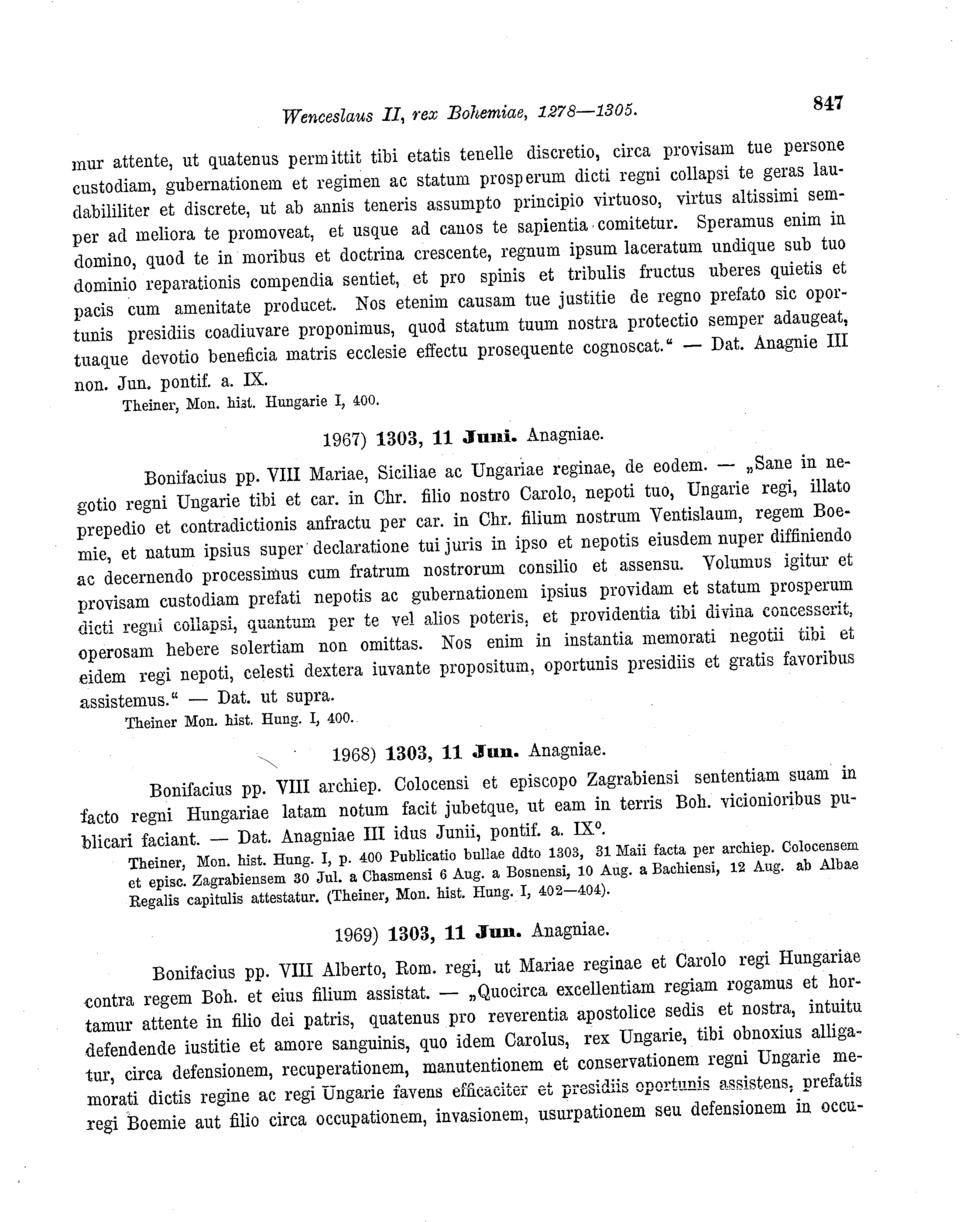 Wenceslaus II, rex Bohemiae, 1278—1305.
847
mur attente, ut quatenus permittit tibi etatis tenelle discretio, circa provisam tue persone
custodiam, gubernationem et regimen ac statum prosperum dicti regni collapsi te geras lau-
dabililiter et discrete, ut ab annis teneris assumpto principio virtuoso, virtus altissimi sem-
per ad meliora te promoveat, et usque ad canos te sapientia comitetur. Speramus enim in
domino, quod te in moribus et doctrina crescente, regnum ipsum laceratum undique sub tuo
dominio reparationis compendia sentiet, et pro spinis et tribulis fructus uberes quietis et
pacis cum amenitate producet. Nos etenim causam tue justitie de regno prefato sic opor-
tunis presidiis coadiuvare proponimus, quod statum tuum nostra protectio semper adaugeat,
tuaque devotio beneficia matris ecclesie effectu prosequente cognoscat.“ — Dat. Anagnie III
non. Jun. pontif. a. IX.
Theiner, Mon. hist. Hungarie I, 400.
1967) 1303, 11 Juni. Anagniae.
Bonifacius pp. VIII Mariae, Siciliae ac Ungariae reginae, de eodem. — „Sane in ne-
gotio regni Ungarie tibi et car. in Chr. filio nostro Carolo, nepoti tuo, Ungarie regi, illato
prepedio et contradictionis anfractu per car. in Chr. filium nostrum Ventislaum, regem Boe-
mie, et natum ipsius super declaratione tui juris in ipso et nepotis eiusdem nuper diffiniendo
ac decernendo processimus cum fratrum nostrorum consilio et assensu. Volumus igitur et
provisam custodiam prefati nepotis ac gubernationem ipsius providam et statum prosperum
dicti regni collapsi, quantum per te vel alios poteris, et providentia tibi divina concesserit,
operosam hebere solertiam non omittas. Nos enim in instantia memorati negotii tibi et
eidem regi nepoti, celesti dextera iuvante propositum, oportunis presidiis et gratis favoribus
assistemus.“ — Dat. ut supra.
Theiner Mon. hist. Hung. I, 400.
1968) 1303, 11 Jun. Anagniae.
Bonifacius pp. VIII archiep. Colocensi et episcopo Zagrabiensi sententiam suam in
facto regni Hungariae latam notum facit jubetque, ut eam in terris Boh. vicionioribus pu-
blicari faciant. — Dat. Anagniae III idus Junii, pontif. a. IX⁰.
Theiner, Mon. hist. Hung. I, p. 400 Publicatio bullae ddto 1303, 31 Maii facta per archiep. Colocensem
et episc. Zagrabiensem 30 Jul. a Chasmensi 6 Aug. a Bosnensi, 10 Aug. a Bachiensi, 12 Aug. ab Albae
Regalis capitulis attestatur. (Theiner, Mon. hist. Hung. I, 402—404).
1969) 1303, 11 Jun. Anagniae.
Bonifacius pp. VIII Alberto, Rom. regi, ut Mariae reginae et Carolo regi Hungariae
contra regem Boh. et eius filium assistat. — „Quocirca excellentiam regiam rogamus et hor-
tamur attente in filio dei patris, quatenus pro reverentia apostolice sedis et nostra, intuitu
defendende iustitie et amore sanguinis, quo idem Carolus, rex Ungarie, tibi obnoxius alliga-
tur, circa defensionem, recuperationem, manutentionem et conservationem regni Ungarie me-
morati dictis regine ac regi Ungarie favens efficaciter et presidiis oportunis assistens, prefatis
regi Boemie aut filio circa occupationem, invasionem, usurpationem seu defensionem in occu-